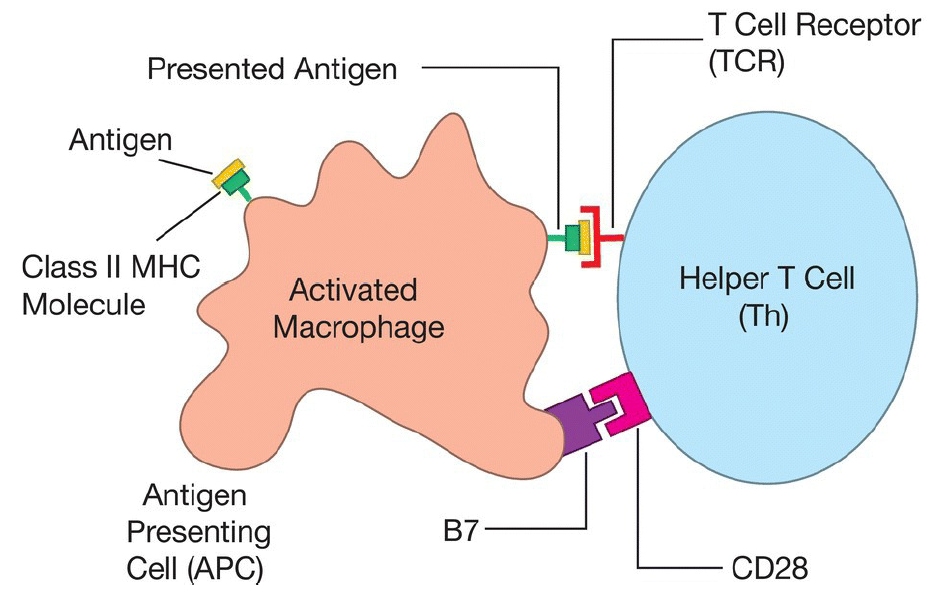 T Cell Receptor
(TCR)
Presented Antigen
Antigen
Class II MHC
Molecule
Activated
Macrophage
Helper T Cell
(Th)
Antigen
Presenting
Cell (APC)
B7
CD28